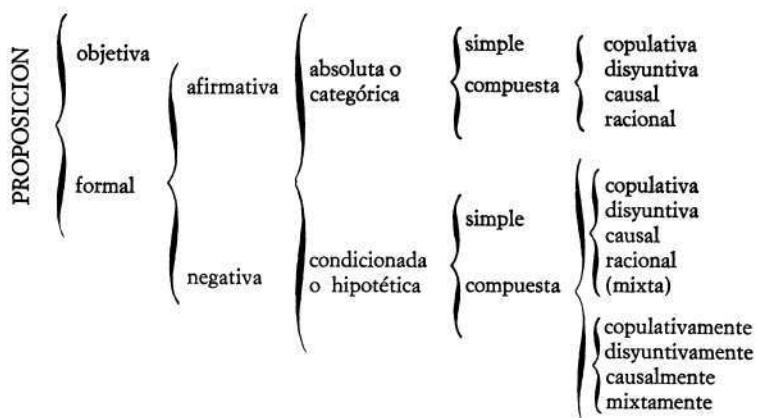 PROPOSICION
objetiva
formal
afirmativa
negativa
absoluta o
categórica
condicionada
o hipotética
simple
compuesta
copulativa
disyuntiva
causal
racional
simple
compuesta
copulativa
disyuntiva
causal
racional
(mixta)
copulativamente
disyuntivamente
causalmente
mixtamente